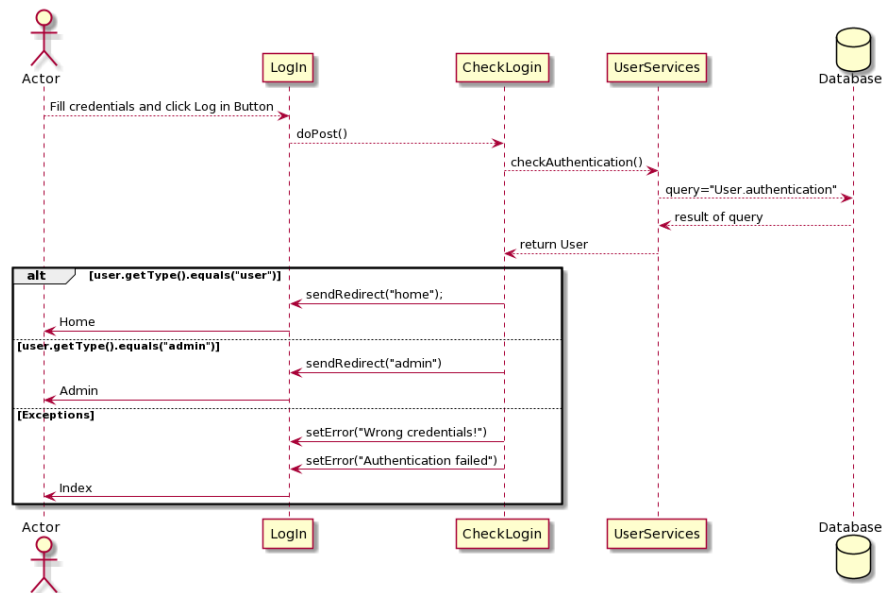 Actor
LogIn
CheckLogin
UserServices
Database
Fill credentials and click Log in Button
doPost()
checkAuthentication()
query="User.authentication"
result of query
return User
alt [user.getType().equals("user")]
sendRedirect("home");
Home
[user.getType().equals("admin")]
sendRedirect("admin")
Admin
[Exceptions]
setError("Wrong credentials!")
setError("Authentication failed")
Index
Actor
LogIn
CheckLogin
UserServices
Database